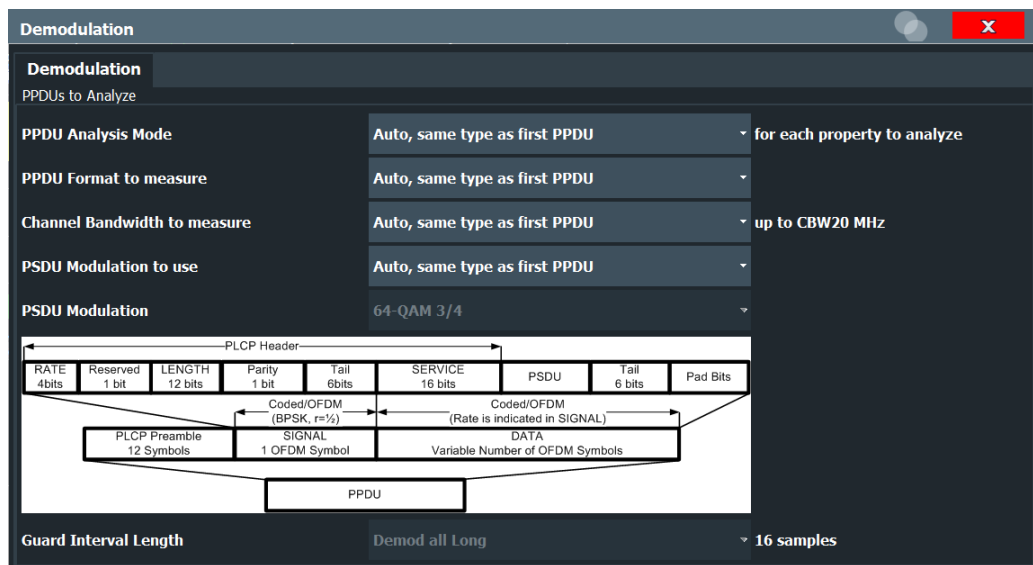 Demodulation
X
Demodulation
PPDUs to Analyze
PPDU Analysis Mode Auto, same type as first PPDU for each property to analyze
PPDU Format to measure Auto, same type as first PPDU
Channel Bandwidth to measure Auto, same type as first PPDU up to CBW20 MHz
PSDU Modulation to use Auto, same type as first PPDU
PSDU Modulation 64-QAM 3/4
PLCP Header
RATE Reserved LENGTH Parity Tail SERVICE PSDU Tail Pad Bits
4bits 1 bit 12 bits 1 bit 6bits 16 bits 6 bits
Coded/OFDM Coded/OFDM
(BPSK, r=½) (Rate is indicated in SIGNAL)
PLCP Preamble SIGNAL DATA
12 Symbols 1 OFDM Symbol Variable Number of OFDM Symbols
PPDU
Guard Interval Length Demod all Long 16 samples